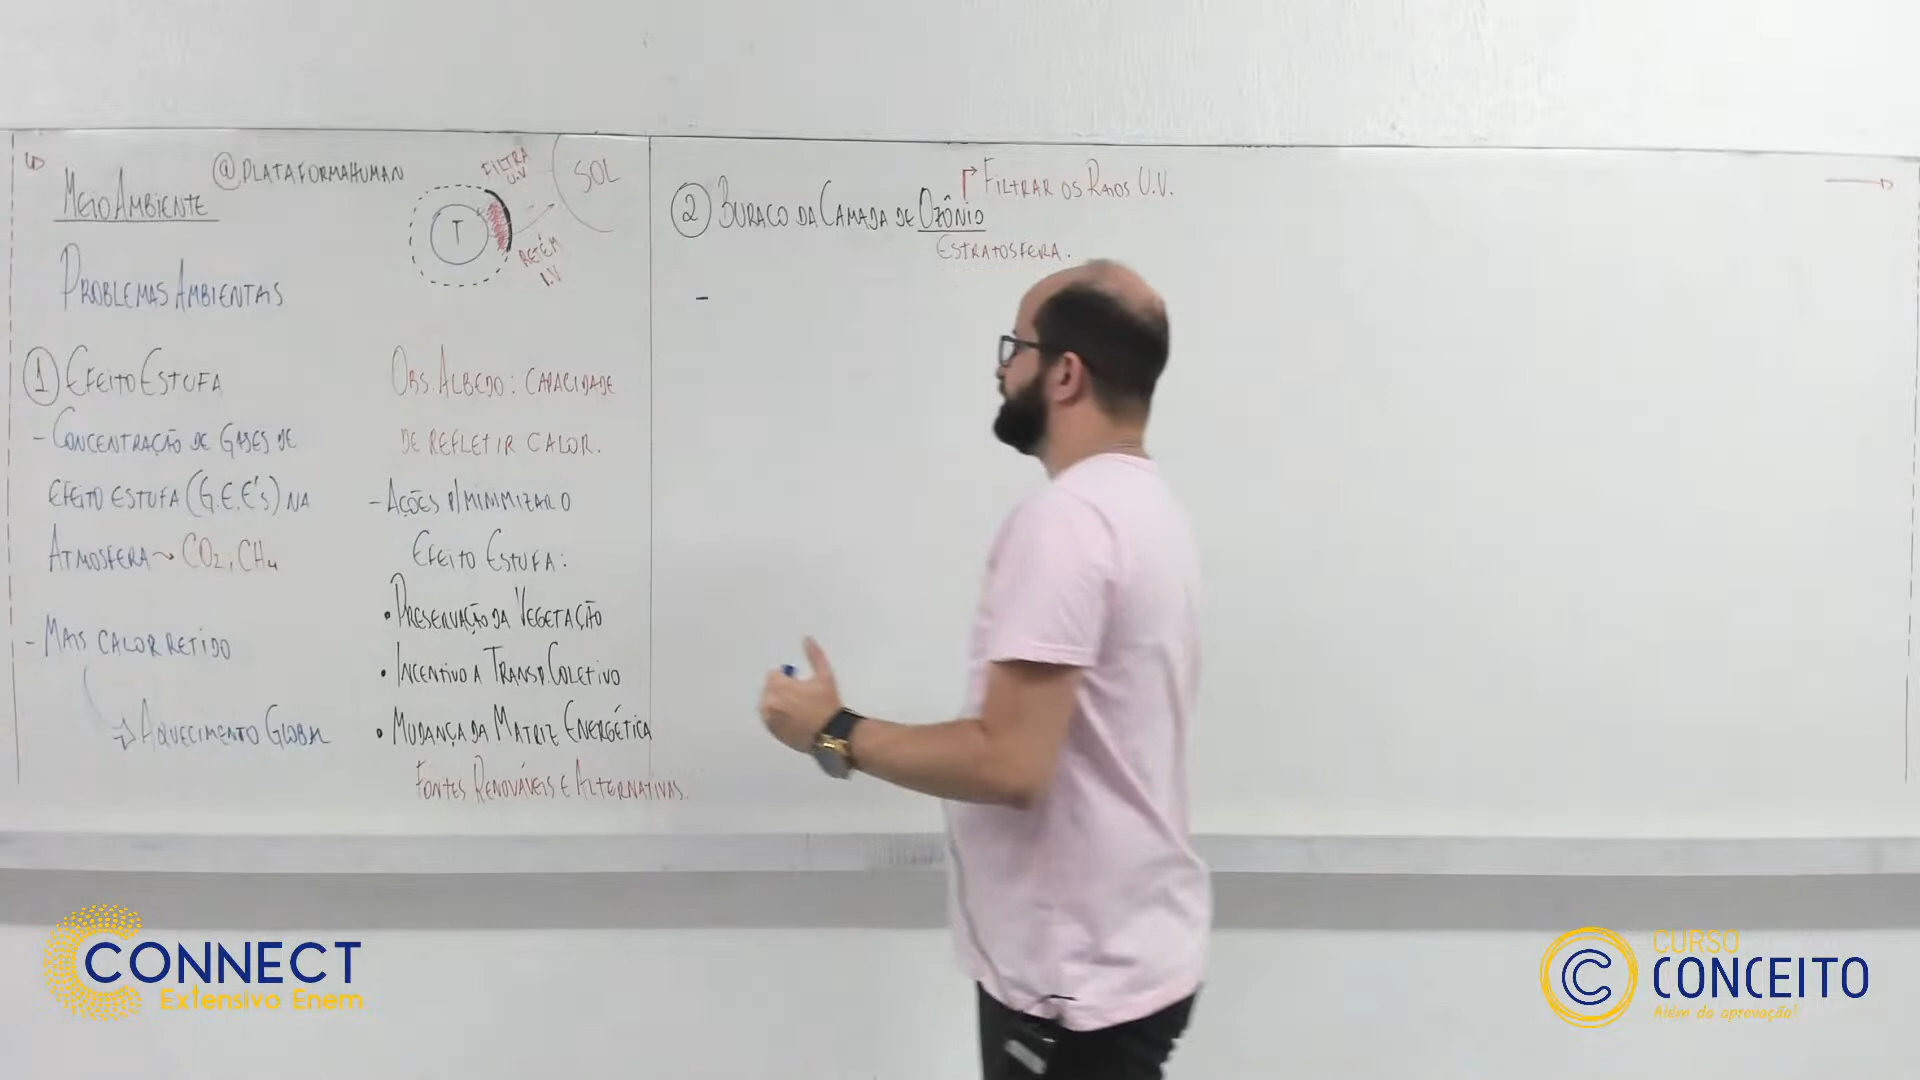 @PLATAFORMAHUMAN
MEIO AMBIENTE
PROBLEMAS AMBIENTAIS
FILTRA
U.V
SOL
T
RETÉM
I.V
1 EFEITO ESTUFA
- CONCENTRAÇÃO DE GASES DE
EFEITO ESTUFA (G.E.E's) NA
ATMOSFERA ~ CO2, CH4
- MAIS CALOR RETIDO
AQUECIMENTO GLOBAL
OBS. ALBEDO: CAPACIDADE
DE REFLETIR CALOR.
- AÇÕES P/ MINIMIZAR O
EFEITO ESTUFA:
• PRESERVAÇÃO DA VEGETAÇÃO
• INCENTIVO A TRANSP. COLETIVO
• MUDANÇA DA MATRIZ ENERGÉTICA
FONTES RENOVÁVEIS E ALTERNATIVAS.
2 BURACO DA CAMADA DE OZÔNIO
FILTRAR OS RAIOS U.V.
ESTRATOSFERA.
-
CONNECT
Extensivo Enem
CURSO
CONCEITO
Além da aprovação!